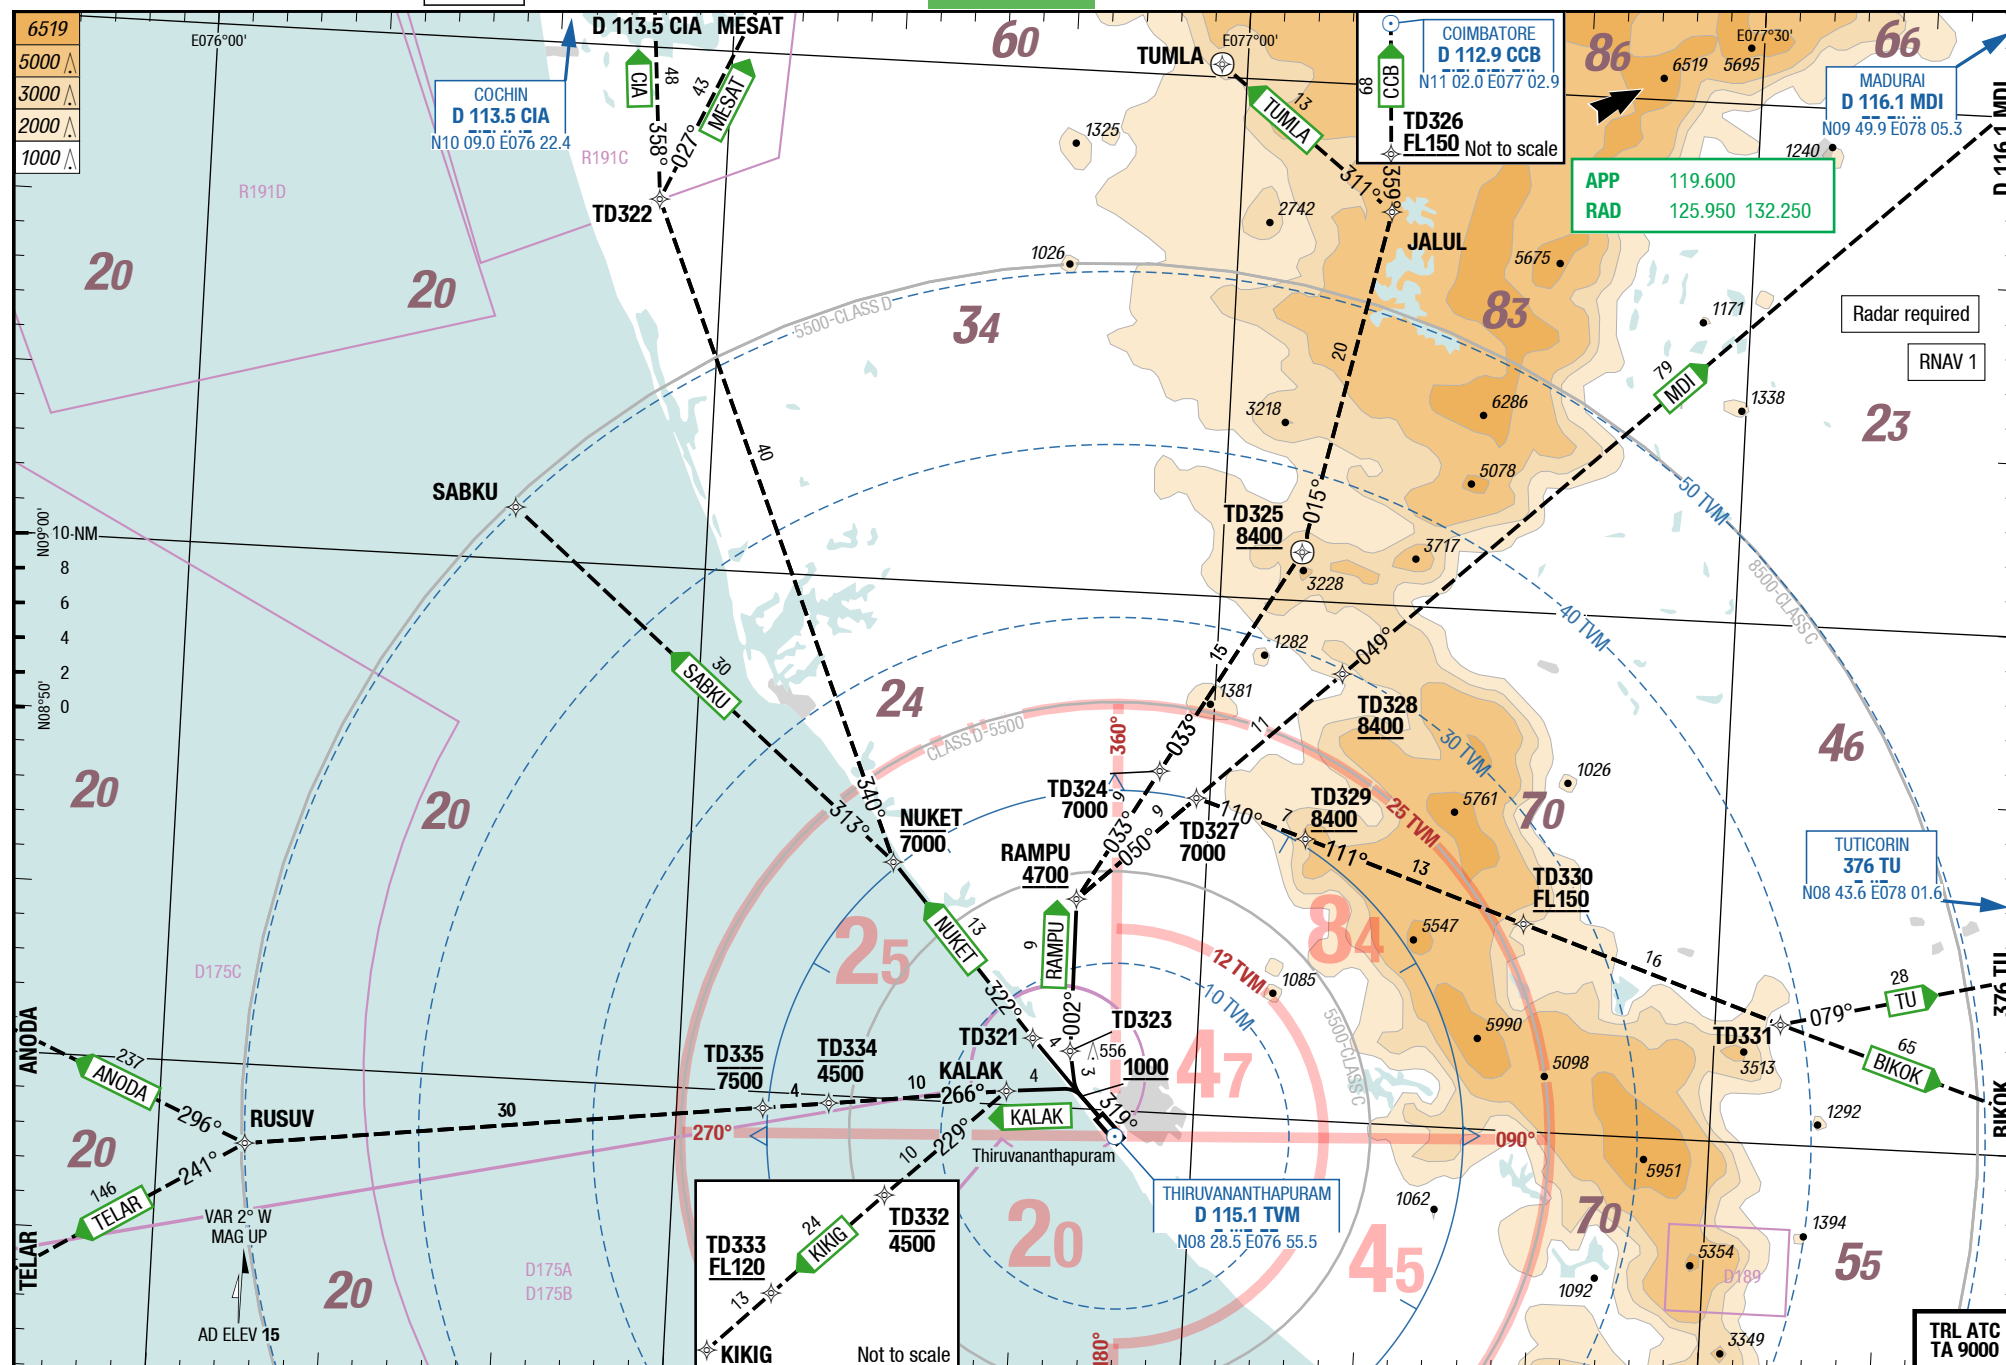 6519
5000
3000
2000
1000
E076°00'
D 113.5 CIA MESAT
COCHIN
D 113.5 CIA
N10 09.0 E076 22.4
R191D
R191C
CIA
48
43
MESAT
358°
027°
TD322
60
TUMLA
E077°00'
13
TUMLA
311°
COIMBATORE
D 112.9 CCB
N11 02.0 E077 02.9
CCB
TD326
FL150
Not to scale
359°
JALUL
86
6519
5695
E077°30'
66
MADURAI
D 116.1 MDI
N09 49.9 E078 05.3
D 116.1 MDI
1240
APP 119.600
RAD 125.950 132.250
Radar required
RNAV 1
1325
2742
1026
5675
1171
1338
20
20
34
83
23
5500-CLASS D
3218
6286
5078
20
79
MDI
40
SABKU
N09°00'
10 NM
8
6
4
2
0
N08°50'
015°
TD325
8400
3228
3717
50 TVM
40 TVM
30 TVM
8500-CLASS C
1282
15
049°
30
SABKU
24
1381
11
TD328
8400
46
CLASS D-5500
360°
033°
1026
5761
70
20
20
313°
340°
NUKET
7000
TD324
7000
9
033°
9
050°
TD327
7000
110°
7
TD329
8400
111°
13
25 TVM
RAMPU
4700
TD330
FL150
TUTICORIN
376 TU
N08 43.6 E078 01.6
25
NUKET
13
9
RAMPU
84
5547
12 TVM
1085
10 TVM
D175C
16
28
TU
376 TU
ANODA
322°
002°
TD323
1000
TD321
4
556
3
5990
5098
TD331
079°
3513
65
BIKOK
BIKOK
237
ANODA
296°
RUSUV
30
TD335
7500
4
TD334
4500
10
KALAK
266°
4
KALAK
319°
47
5500-CLASS C
1292
20
270°
090°
229°
10
Thiruvananthapuram
5951
241°
146
TELAR
TELAR
VAR 2° W
MAG UP
THIRUVANANTHAPURAM
D 115.1 TVM
N08 28.5 E076 55.5
1062
70
1394
TD332
4500
24
KIKIG
TD333
FL120
13
KIKIG
Not to scale
20
45
5354
D189
55
D175A
D175B
20
1092
AD ELEV 15
180°
3349
TRL ATC
TA 9000